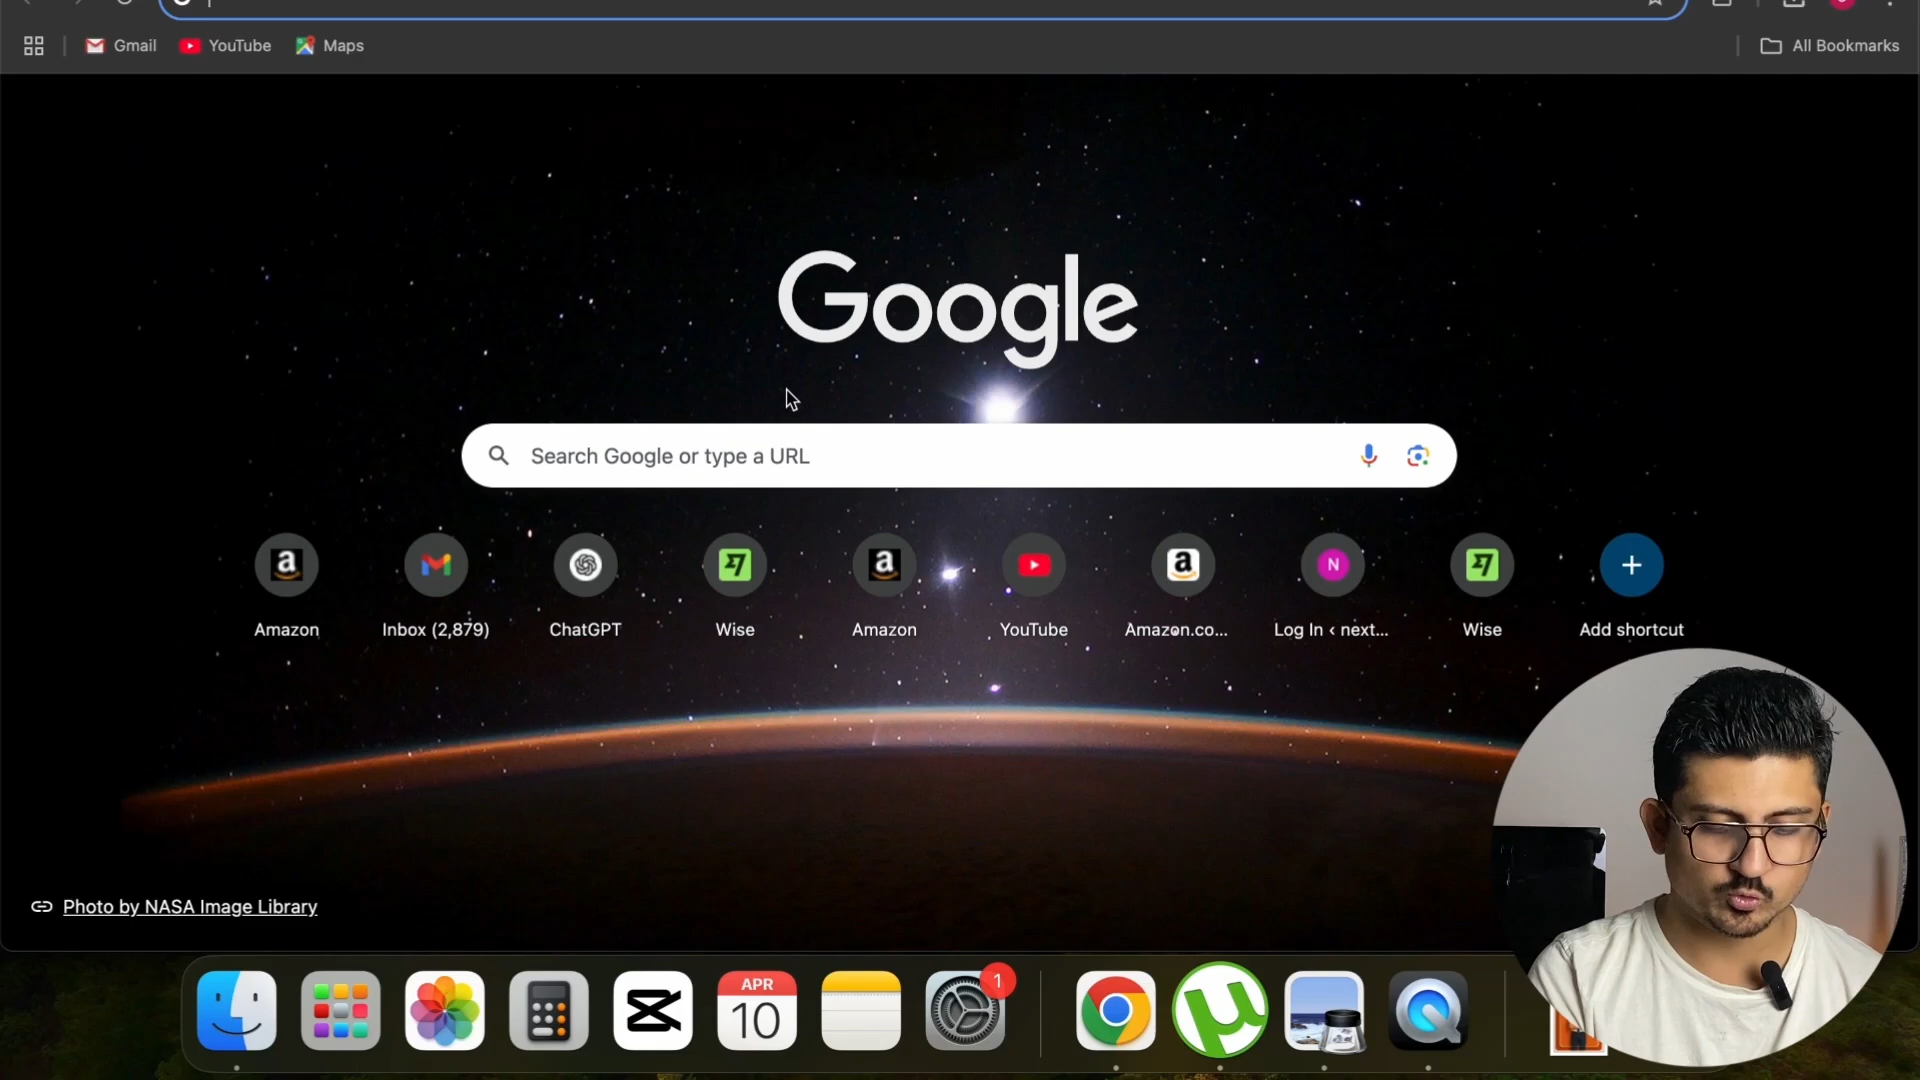 Gmail YouTube Maps All Bookmarks
Google
Search Google or type a URL
a a a N
Amazon Inbox (2,879) ChatGPT Wise Amazon YouTube Amazon.co... Log In ‹ next... Wise Add shortcut
Photo by NASA Image Library
APR 1
10 µ